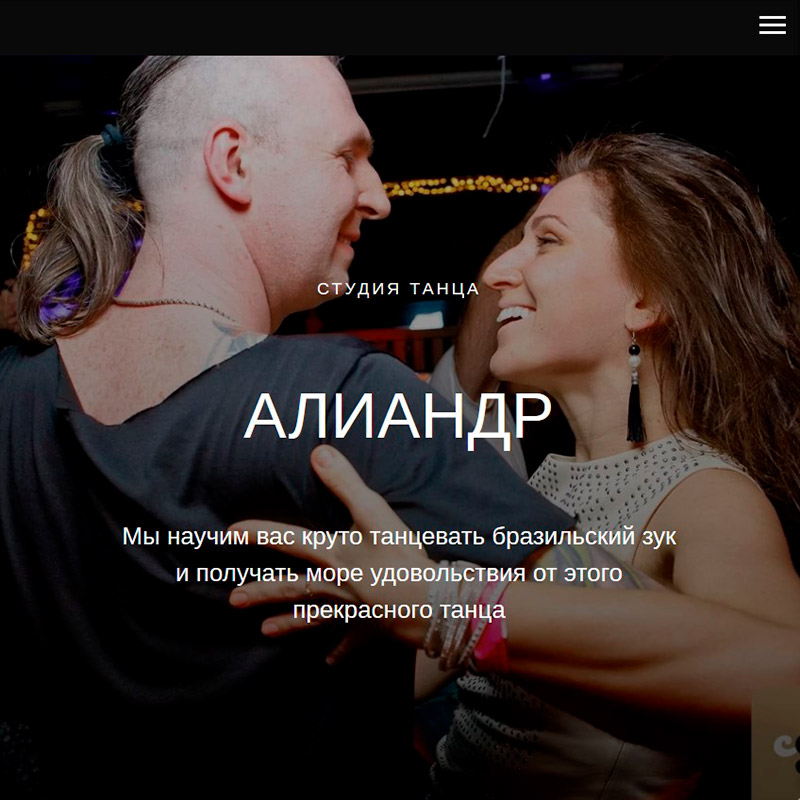 СТУДИЯ ТАНЦА
АЛИАНДР
Мы научим вас круто танцевать бразильский зук
и получать море удовольствия от этого
прекрасного танца